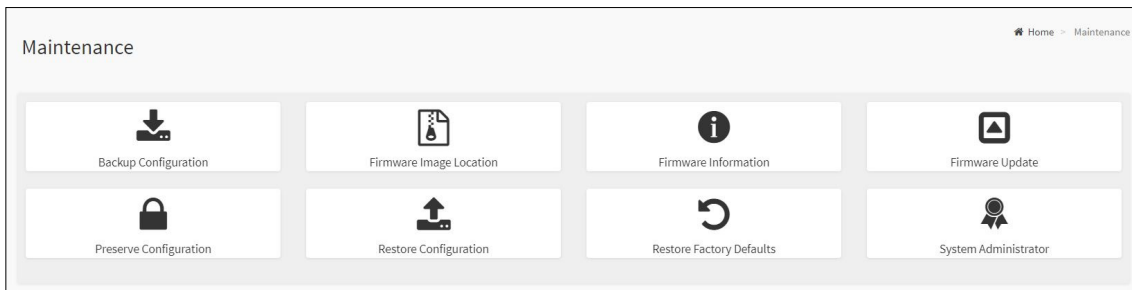 Home > Maintenance
Maintenance
Backup Configuration
Firmware Image Location
Firmware Information
Firmware Update
Preserve Configuration
Restore Configuration
Restore Factory Defaults
System Administrator